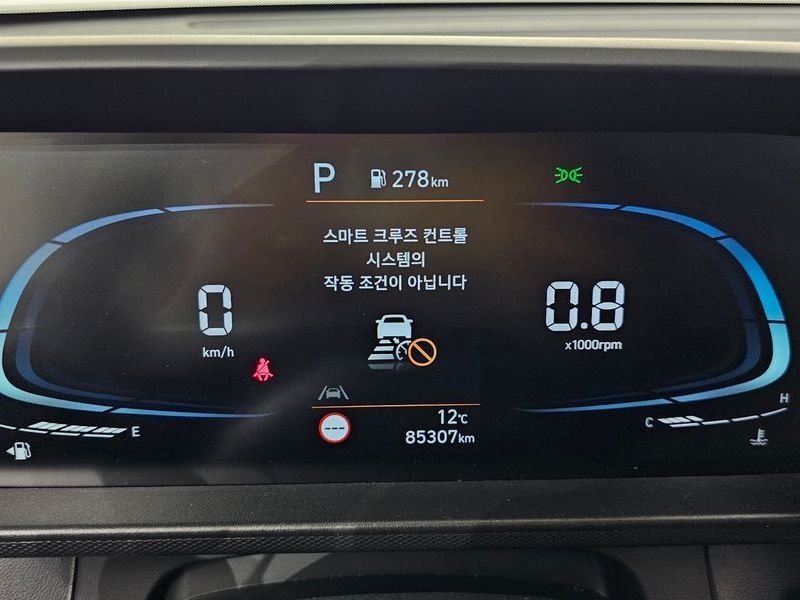 P 278km
스마트 크루즈 컨트롤
시스템의
작동 조건이 아닙니다
0
km/h
0.8
x1000rpm
E
---
12℃
85307km
C
H